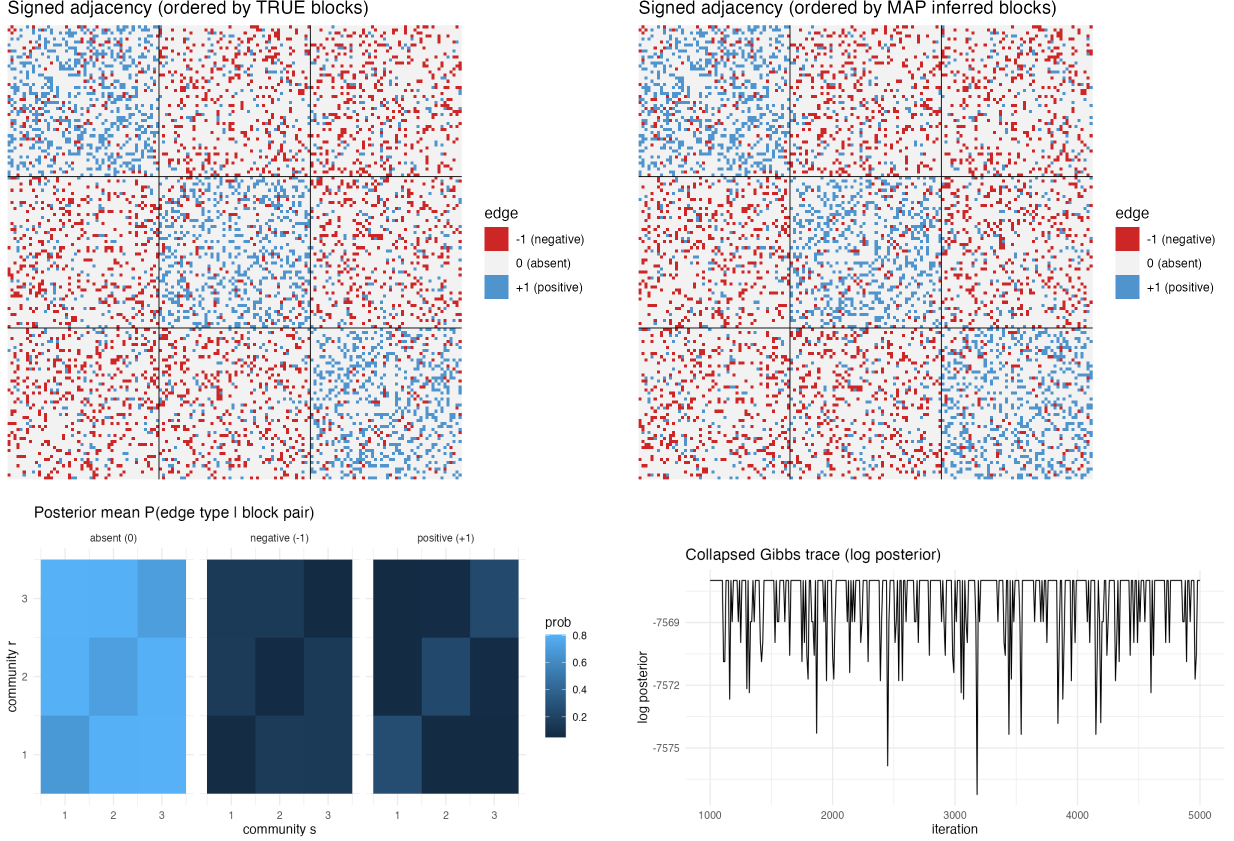 Signed adjacency (ordered by TRUE blocks)
edge
-1 (negative)
0 (absent)
+1 (positive)
Signed adjacency (ordered by MAP inferred blocks)
edge
-1 (negative)
0 (absent)
+1 (positive)
Posterior mean P(edge type | block pair)
absent (0)
negative (-1)
positive (+1)
community r
3
2
1
1
2
3
1
2
3
1
2
3
community s
prob
0.8
0.6
0.4
0.2
Collapsed Gibbs trace (log posterior)
log posterior
-7569
-7572
-7575
1000
2000
3000
4000
5000
iteration